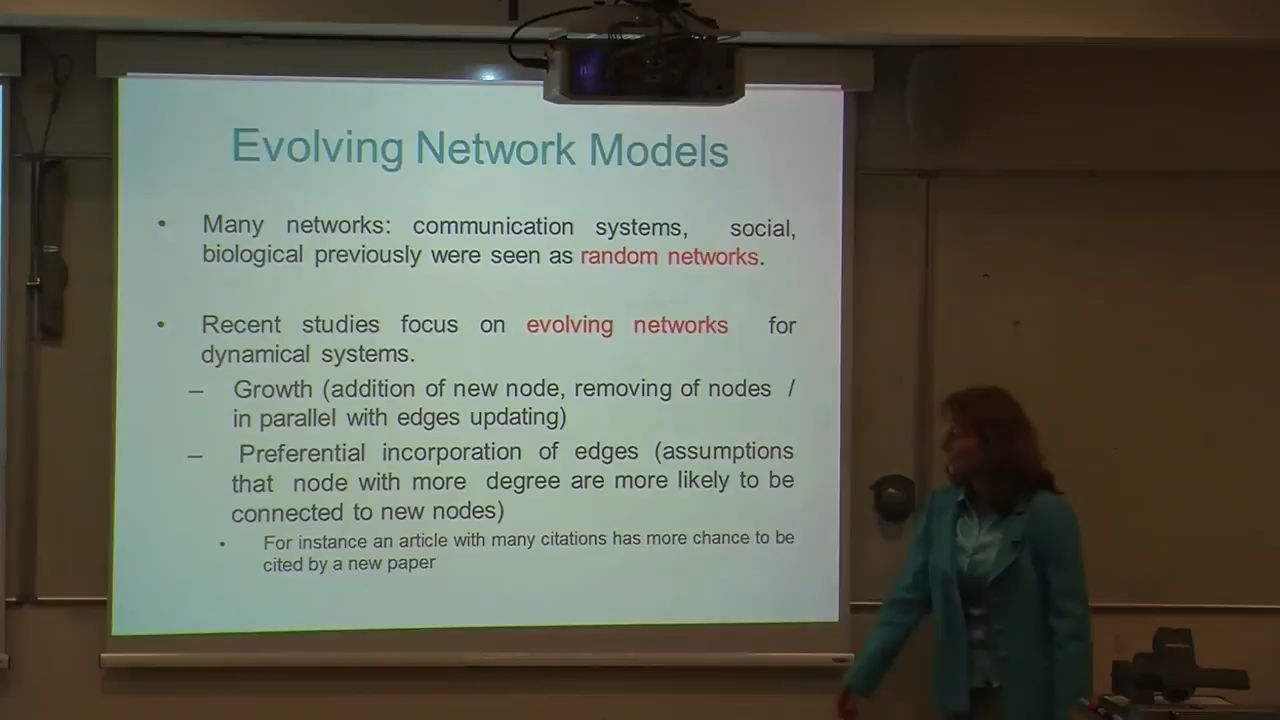 Evolving Network Models
• Many networks: communication systems, social,
biological previously were seen as random networks.
• Recent studies focus on evolving networks for
dynamical systems.
– Growth (addition of new node, removing of nodes /
in parallel with edges updating)
– Preferential incorporation of edges (assumptions
that node with more degree are more likely to be
connected to new nodes)
• For instance an article with many citations has more chance to be
cited by a new paper